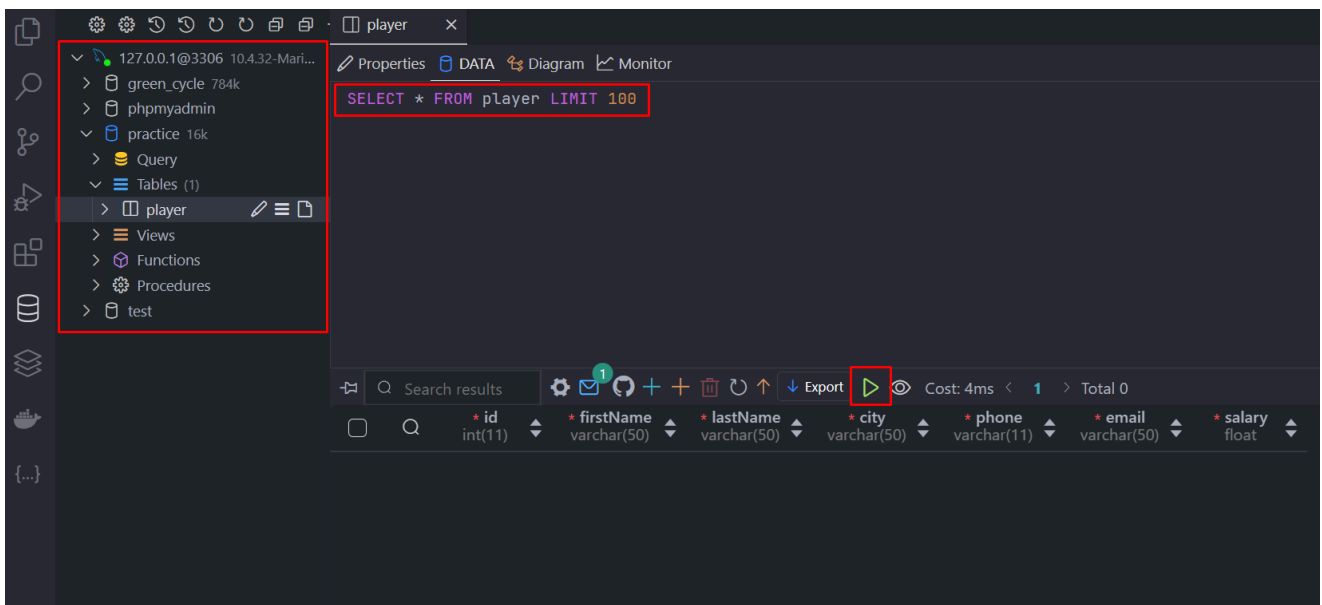 player
127.0.0.1@3306 10.4.32-Mari...
green_cycle 784k
phpmyadmin
practice 16k
Query
Tables (1)
player
Views
Functions
Procedures
test
Properties DATA Diagram Monitor
SELECT * FROM player LIMIT 100
Search results 1 Export Cost: 4ms < 1 > Total 0
* id * firstName * lastName * city * phone * email * salary
int(11) varchar(50) varchar(50) varchar(50) varchar(11) varchar(50) float
{...}